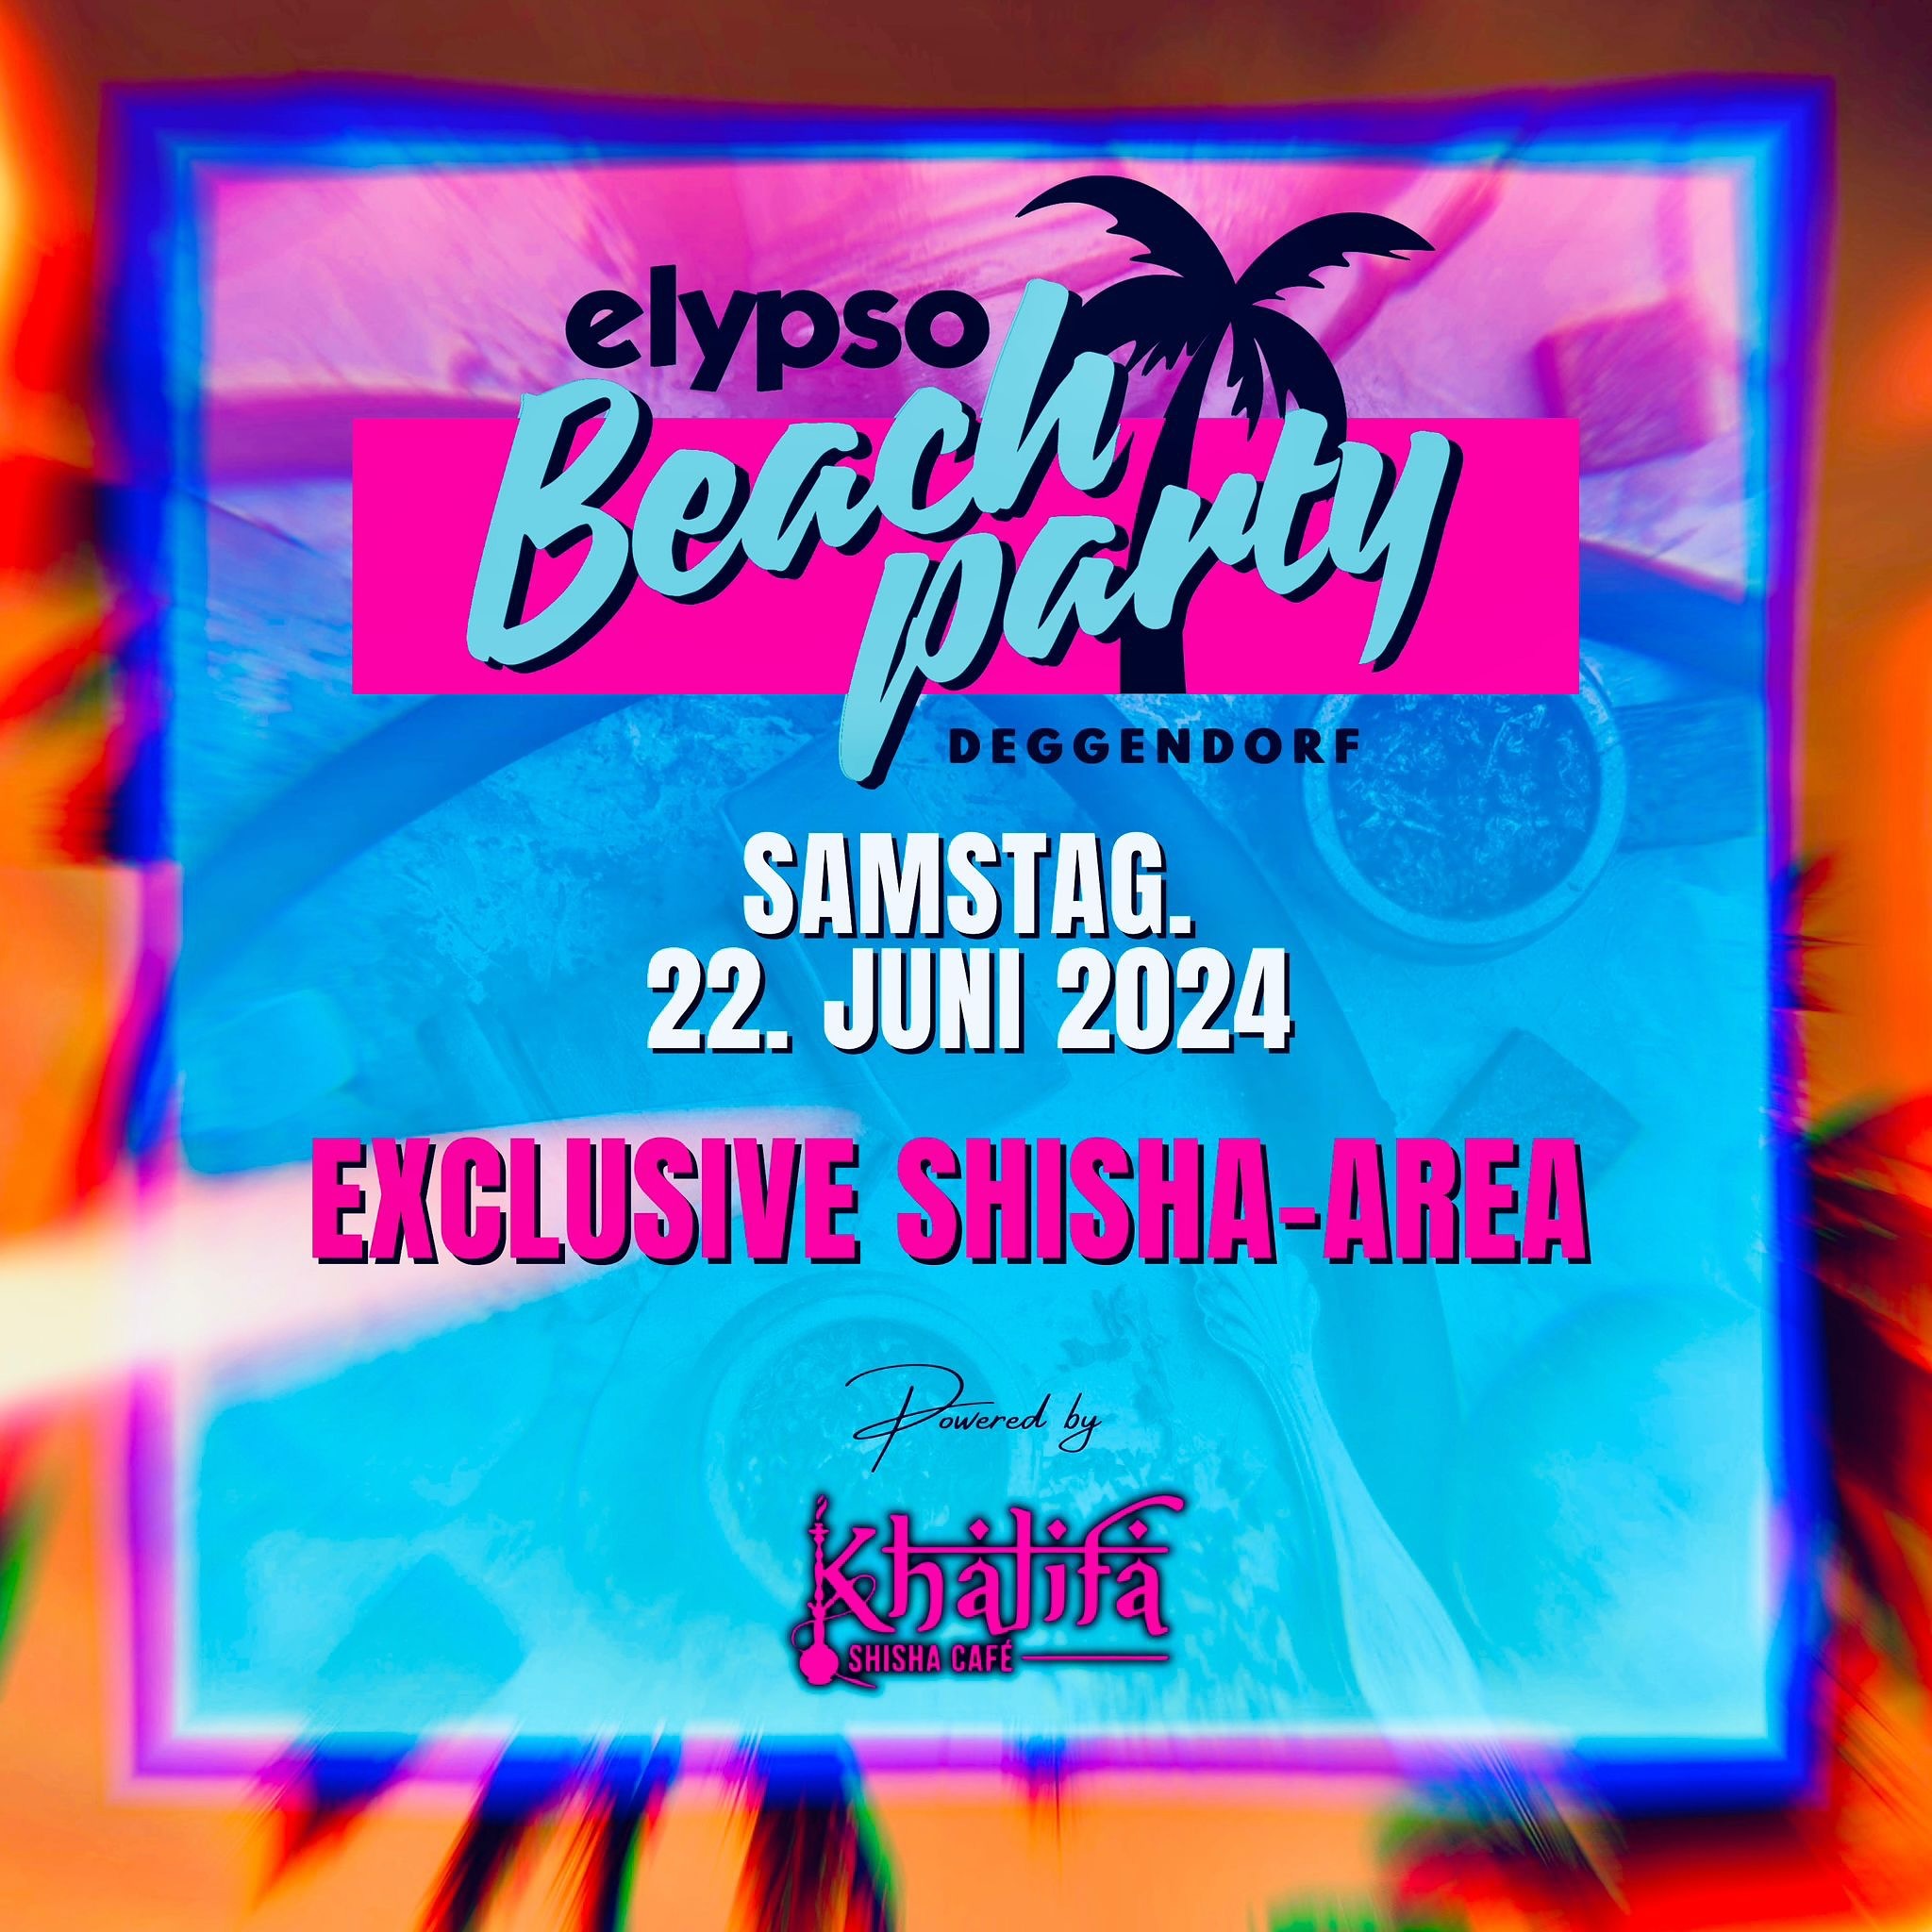 elypso
Beach
party
DEGGENDORF
SAMSTAG.
22. JUNI 2024
EXCLUSIVE SHISHA-AREA
Powered by
Khalifa
SHISHA CAFÉ